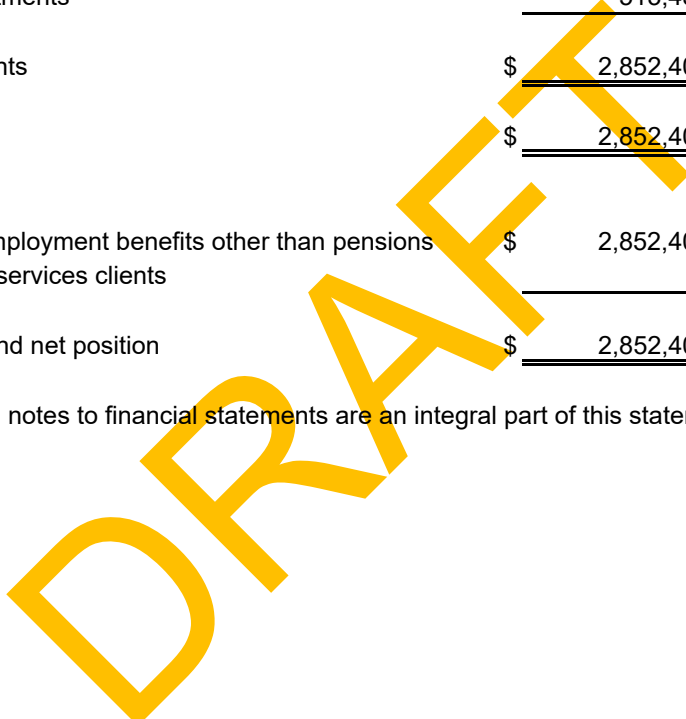 nts $ 2,852,40
$ 2,852,40
nployment benefits other than pensions $ 2,852,40
services clients
nd net position $ 2,852,40
notes to financial statements are an integral part of this stater
DRAFT